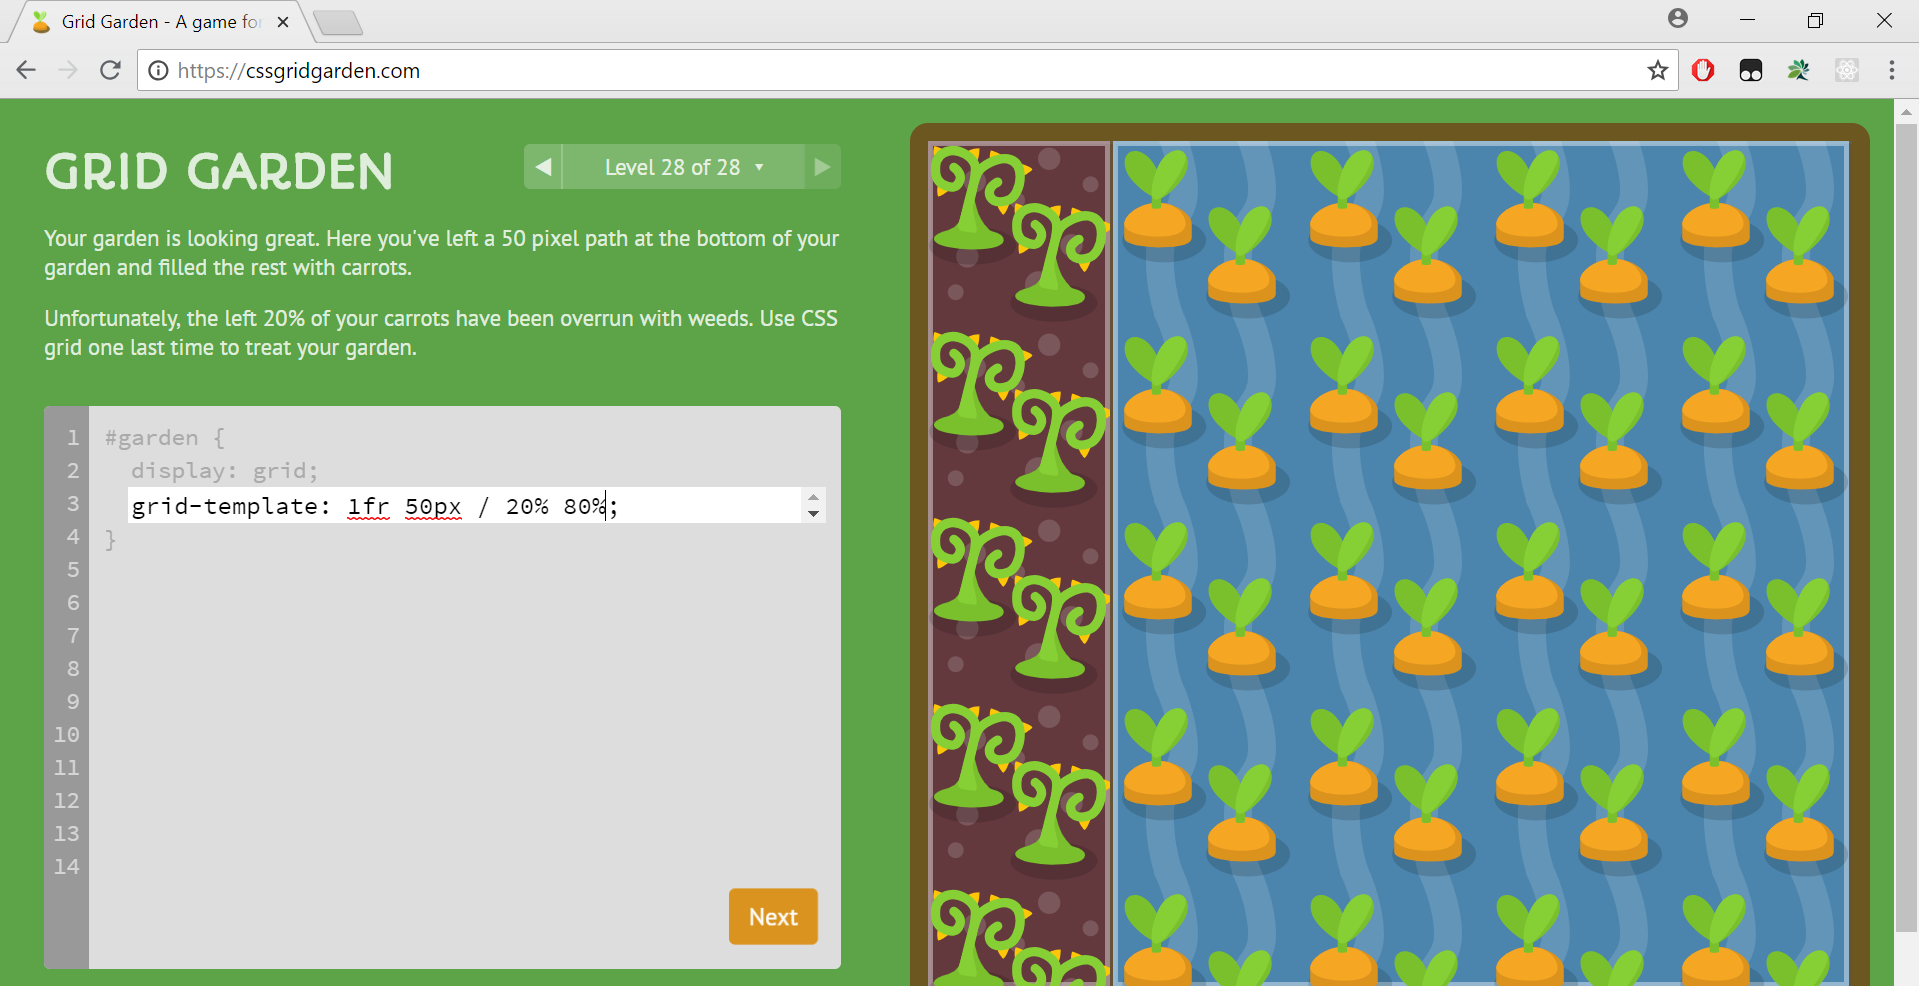 Grid Garden - A game fo
https://cssgridgarden.com
GRID GARDEN
Level 28 of 28
Your garden is looking great. Here you've left a 50 pixel path at the bottom of your
garden and filled the rest with carrots.
Unfortunately, the left 20% of your carrots have been overrun with weeds. Use CSS
grid one last time to treat your garden.
1 #garden {
2 display: grid;
3 grid-template: 1fr 50px / 20% 80%;
4 }
5
6
7
8
9
10
11
12
13
14
Next